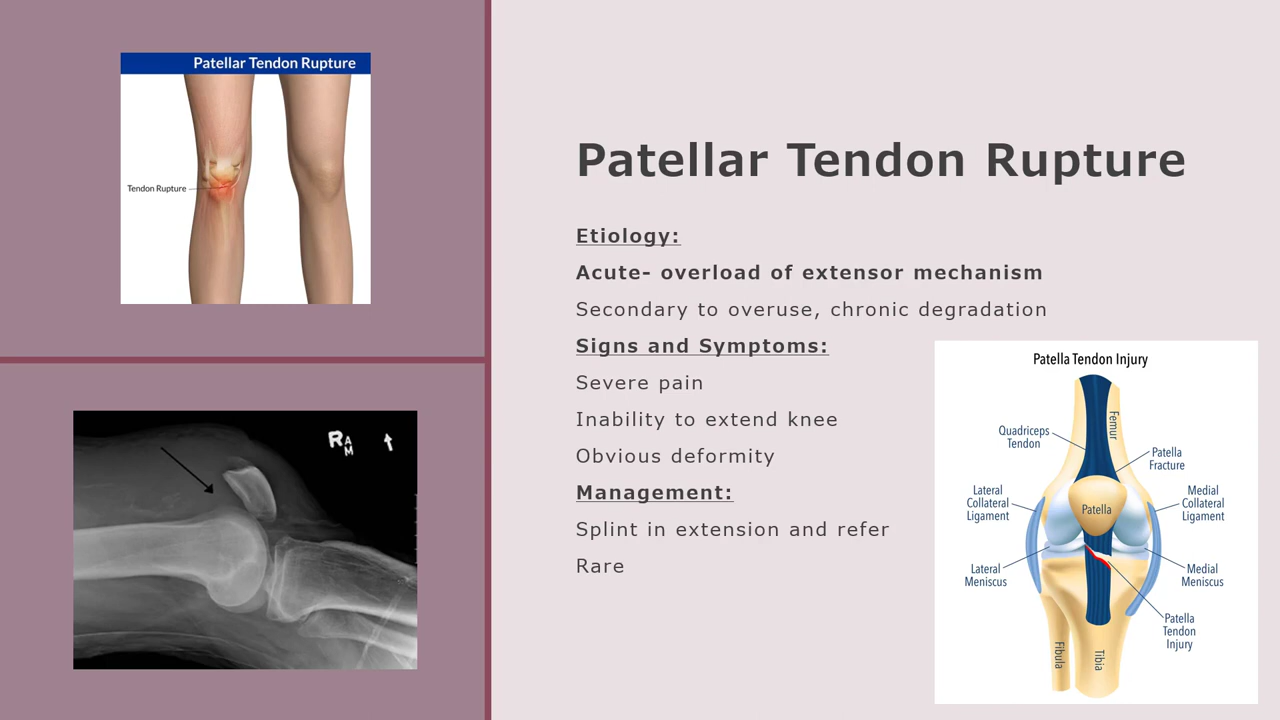 Patellar Tendon Rupture
Tendon Rupture
R A M
Patellar Tendon Rupture
Etiology:
Acute- overload of extensor mechanism
Secondary to overuse, chronic degradation
Signs and Symptoms:
Severe pain
Inability to extend knee
Obvious deformity
Management:
Splint in extension and refer
Rare
Patella Tendon Injury
Femur
Quadriceps
Tendon
Patella
Fracture
Lateral
Collateral
Ligament
Patella
Medial
Collateral
Ligament
Lateral
Meniscus
Medial
Meniscus
Patella
Tendon
Injury
Fibula
Tibia